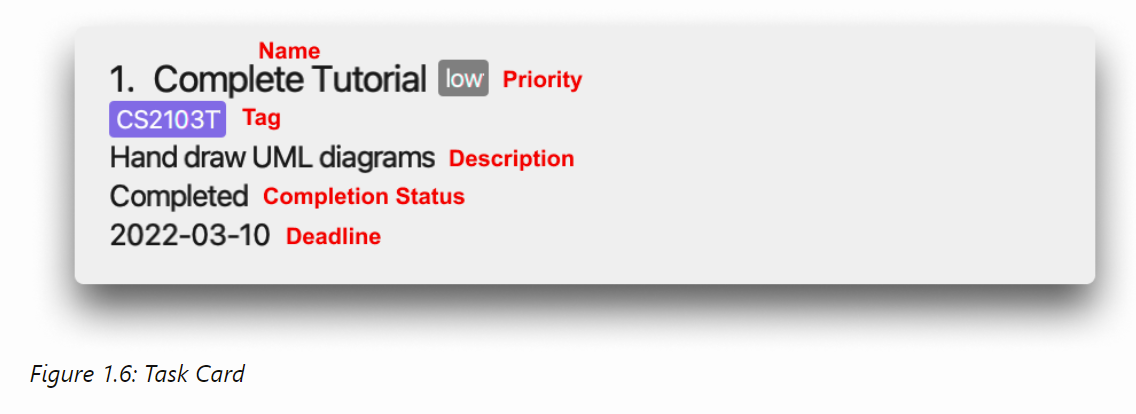 Name
1. Complete Tutorial low Priority
CS2103T Tag
Hand draw UML diagrams Description
Completed Completion Status
2022-03-10 Deadline
Figure 1.6: Task Card